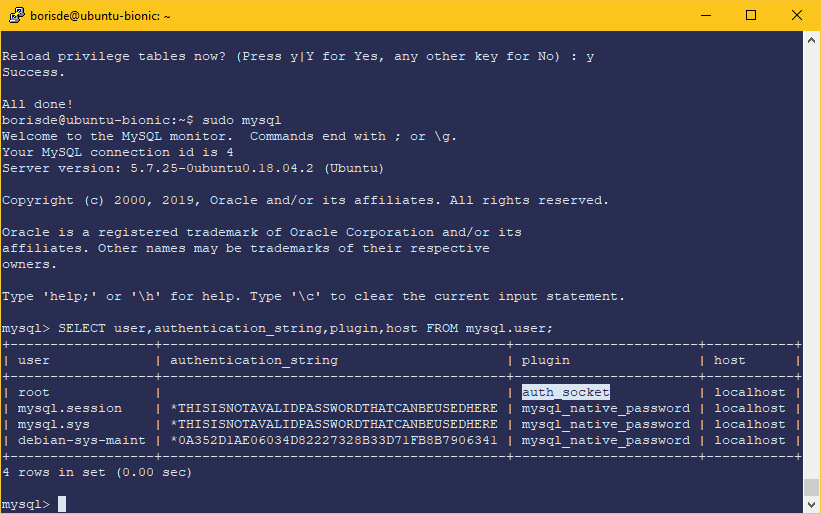 borisde@ubuntu-bionic: ~
Reload privilege tables now? (Press y|Y for Yes, any other key for No) : y
Success.
All done!
borisde@ubuntu-bionic:~$ sudo mysql
Welcome to the MySQL monitor.  Commands end with ; or \g.
Your MySQL connection id is 4
Server version: 5.7.25-0ubuntu0.18.04.2 (Ubuntu)
Copyright (c) 2000, 2019, Oracle and/or its affiliates. All rights reserved.
Oracle is a registered trademark of Oracle Corporation and/or its
affiliates. Other names may be trademarks of their respective
owners.
Type 'help;' or '\h' for help. Type '\c' to clear the current input statement.
mysql> SELECT user,authentication_string,plugin,host FROM mysql.user;
+------------------+-------------------------------------------+-----------------------+-----------+
| user             | authentication_string                     | plugin                | host      |
+------------------+-------------------------------------------+-----------------------+-----------+
| root             |                                           | auth_socket           | localhost |
| mysql.session    | *THISISNOTAVALIDPASSWORDTHATCANBEUSEDHERE | mysql_native_password | localhost |
| mysql.sys        | *THISISNOTAVALIDPASSWORDTHATCANBEUSEDHERE | mysql_native_password | localhost |
| debian-sys-maint | *0A352D1AE06034D82227328B33D71FB8B7906341 | mysql_native_password | localhost |
+------------------+-------------------------------------------+-----------------------+-----------+
4 rows in set (0.00 sec)
mysql>